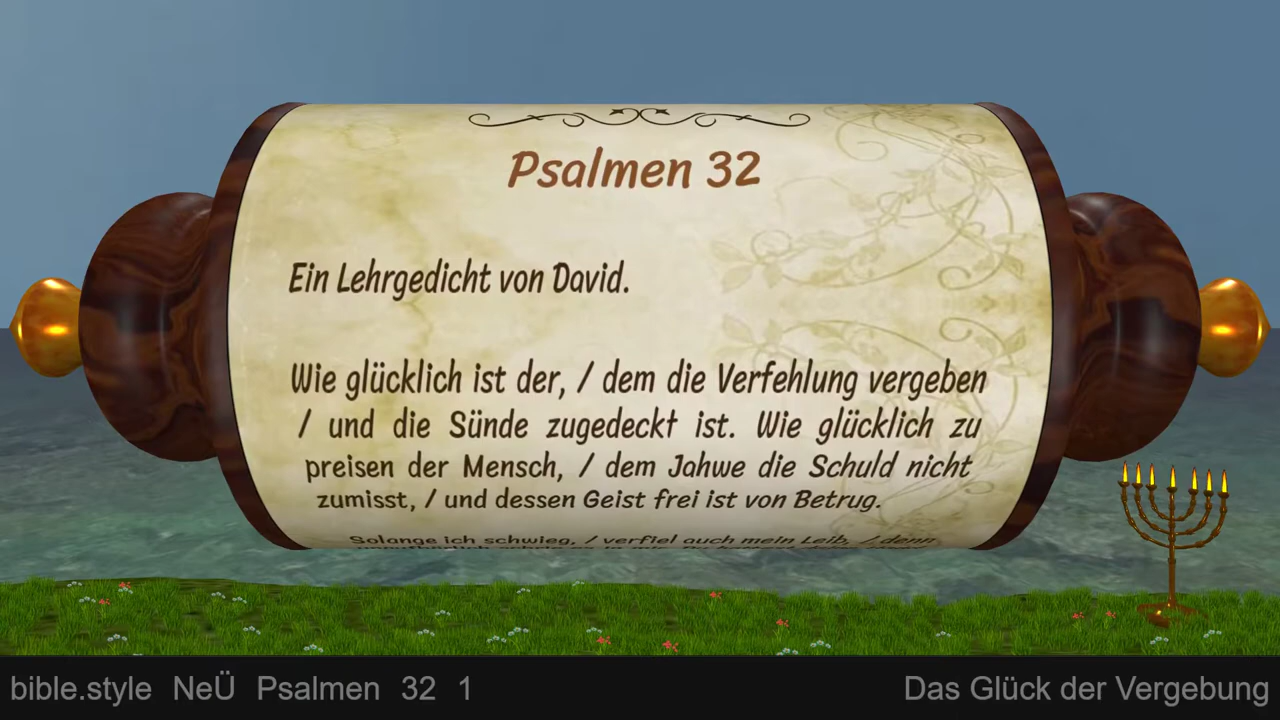 Psalmen 32
Ein Lehrgedicht von David.
Wie glücklich ist der, / dem die Verfehlung vergeben
/ und die Sünde zugedeckt ist. Wie glücklich zu
preisen der Mensch, / dem Jahwe die Schuld nicht
zumisst, / und dessen Geist frei ist von Betrug.
Solange ich schwieg, / verfiel auch mein Leib, / denn
bible.style NeÜ Psalmen 32 1
Das Glück der Vergebung